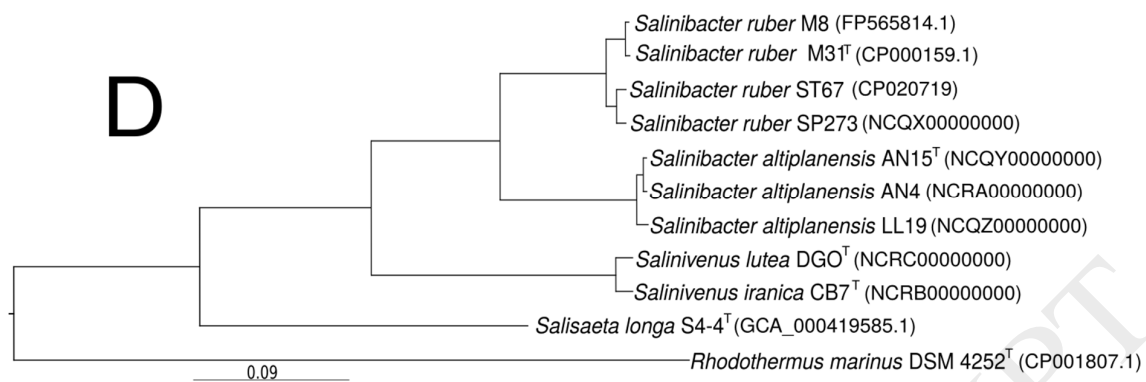 D
Salinibacter ruber M8 (FP565814.1)
Salinibacter ruber M31T (CP000159.1)
Salinibacter ruber ST67 (CP020719)
Salinibacter ruber SP273 (NCQX00000000)
Salinibacter altiplanensis AN15T (NCQY00000000)
Salinibacter altiplanensis AN4 (NCRA00000000)
Salinibacter altiplanensis LL19 (NCQZ00000000)
Salinivenus lutea DGOT (NCRC00000000)
Salinivenus iranica CB7T (NCRB00000000)
Salisaeta longa S4-4T (GCA_000419585.1)
Rhodothermus marinus DSM 4252T (CP001807.1)
0.09
PT